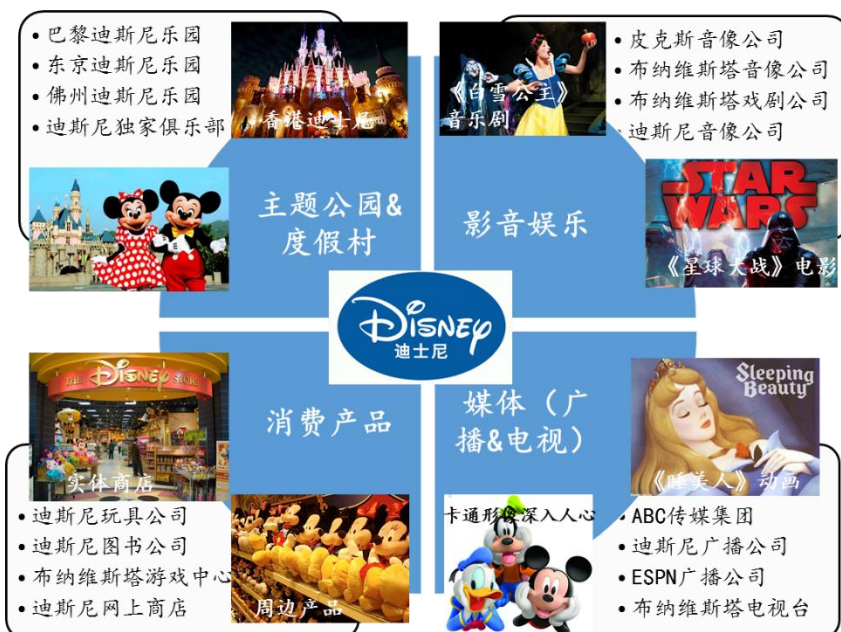 • 巴黎迪斯尼乐园
• 东京迪斯尼乐园
• 佛州迪斯尼乐园
• 迪斯尼独家俱乐部
香港迪士尼
《白雪公主》
音乐剧
• 皮克斯音像公司
• 布纳维斯塔音像公司
• 布纳维斯塔戏剧公司
• 迪斯尼音像公司
主题公园&
度假村
影音娱乐
STAR
WARS
《星球大战》电影
Disney
迪士尼
THE Disney STORE
实体商店
消费产品
媒体（广
播&电视）
Sleeping
Beauty
《睡美人》动画
• 迪斯尼玩具公司
• 迪斯尼图书公司
• 布纳维斯塔游戏中心
• 迪斯尼网上商店
周边产品
卡通形像深入人心
• ABC传媒集团
• 迪斯尼广播公司
• ESPN广播公司
• 布纳维斯塔电视台